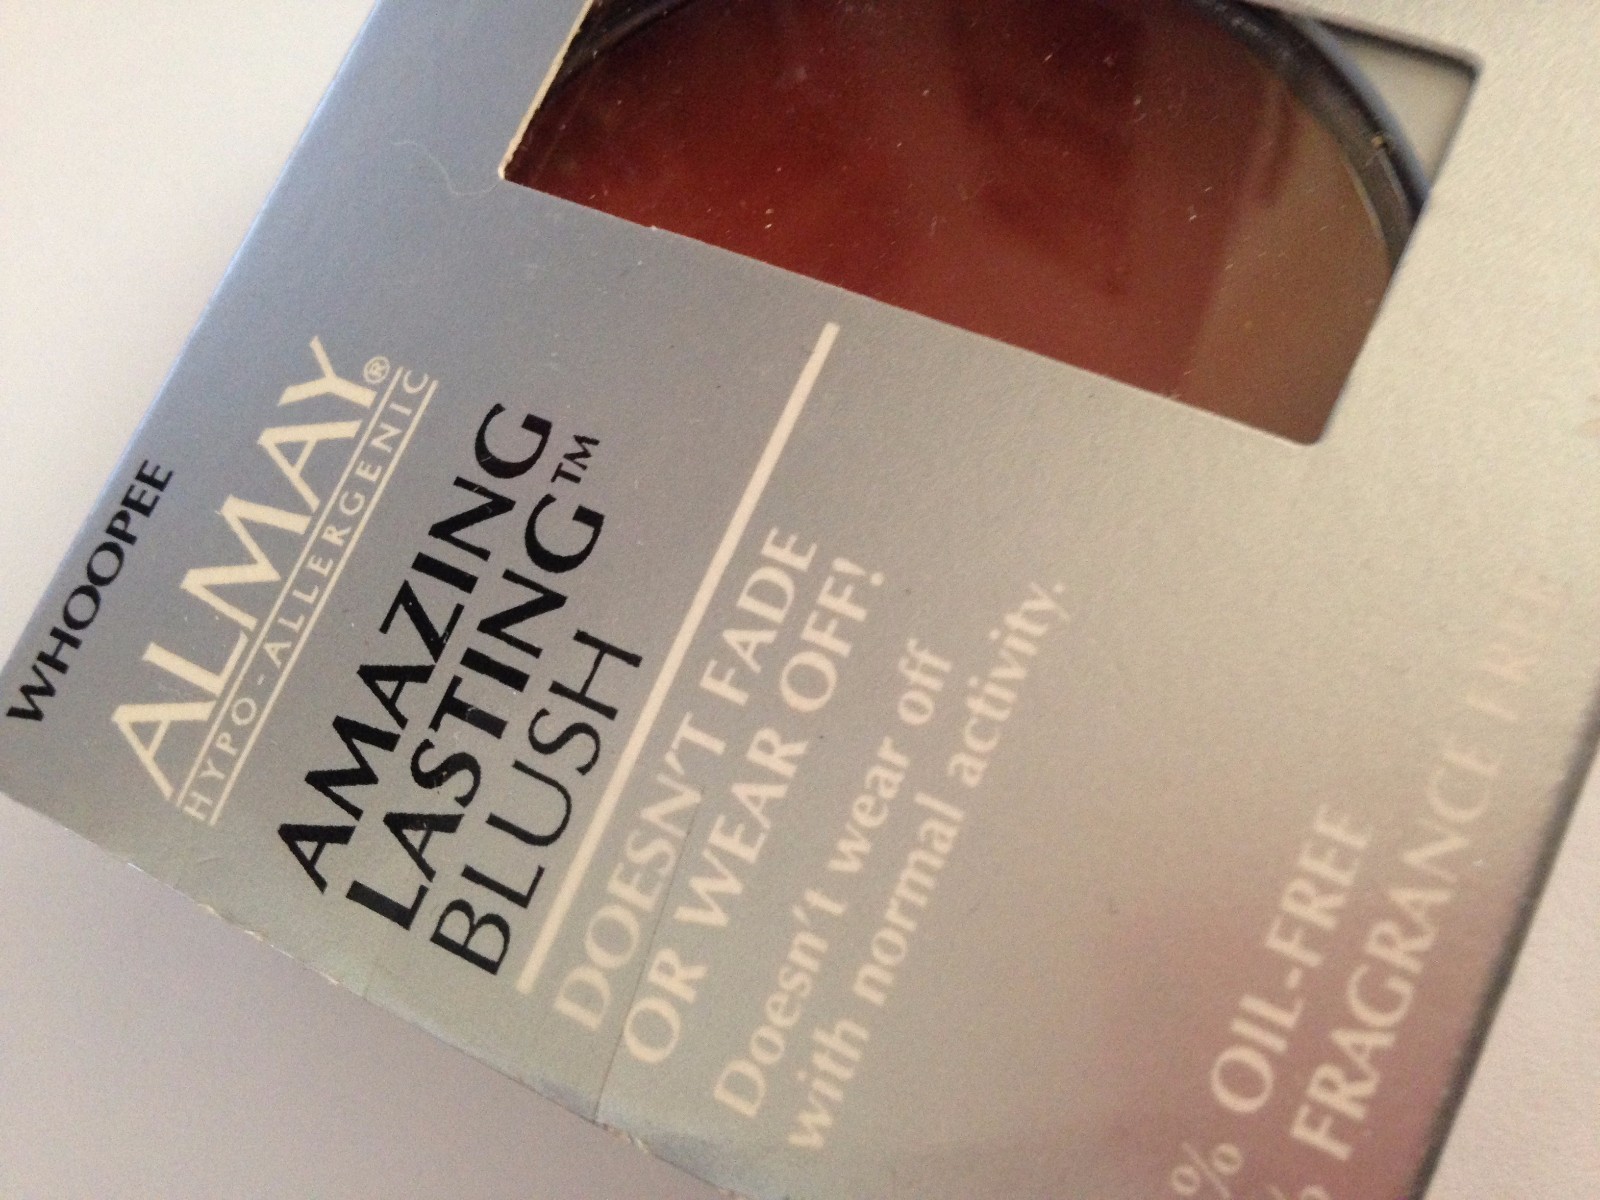 WHOOPEE
ALMAY®
HYPO-ALLERGENIC
AMAZING
LASTING™
BLUSH
DOESN'T FADE
OR WEAR OFF!
Doesn't wear off
with normal activity.
% OIL-FREE
% FRAGRANCE FREE